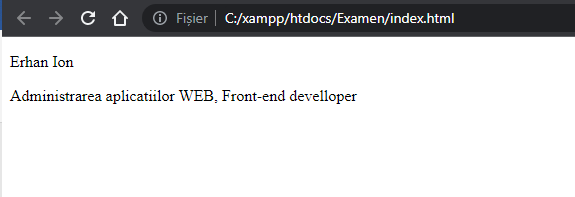 Fișier C:/xampp/htdocs/Examen/index.html
Erhan Ion
Administrarea aplicatiilor WEB, Front-end develloper